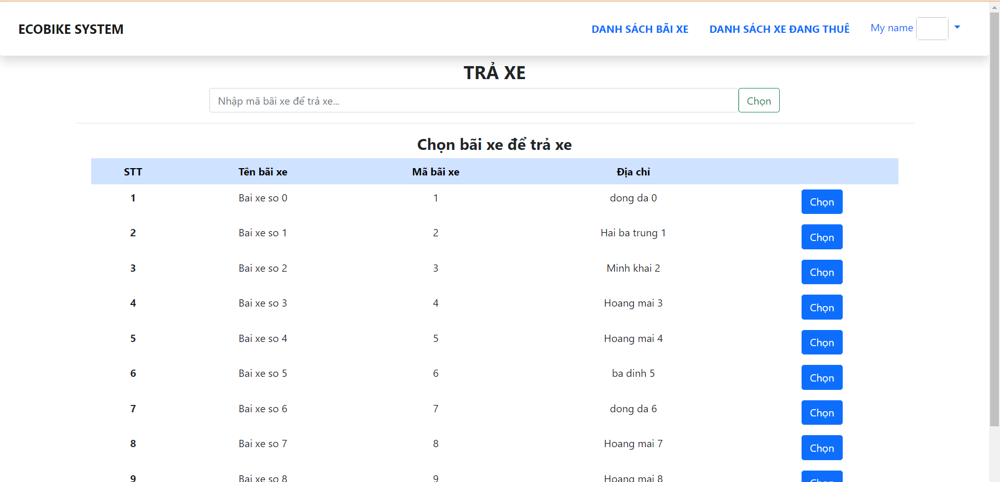 ECOBIKE SYSTEM DANH SÁCH BÃI XE DANH SÁCH XE ĐANG THUÊ My name
TRẢ XE
Nhập mã bãi xe để trả xe... Chọn
Chọn bãi xe để trả xe
STT Tên bãi xe Mã bãi xe Địa chỉ
1 Bai xe so 0 1 dong da 0 Chọn
2 Bai xe so 1 2 Hai ba trung 1 Chọn
3 Bai xe so 2 3 Minh khai 2 Chọn
4 Bai xe so 3 4 Hoang mai 3 Chọn
5 Bai xe so 4 5 Hoang mai 4 Chọn
6 Bai xe so 5 6 ba dinh 5 Chọn
7 Bai xe so 6 7 dong da 6 Chọn
8 Bai xe so 7 8 Hoang mai 7 Chọn
9 Bai xe so 8 9 Hoang mai 8 Chọn